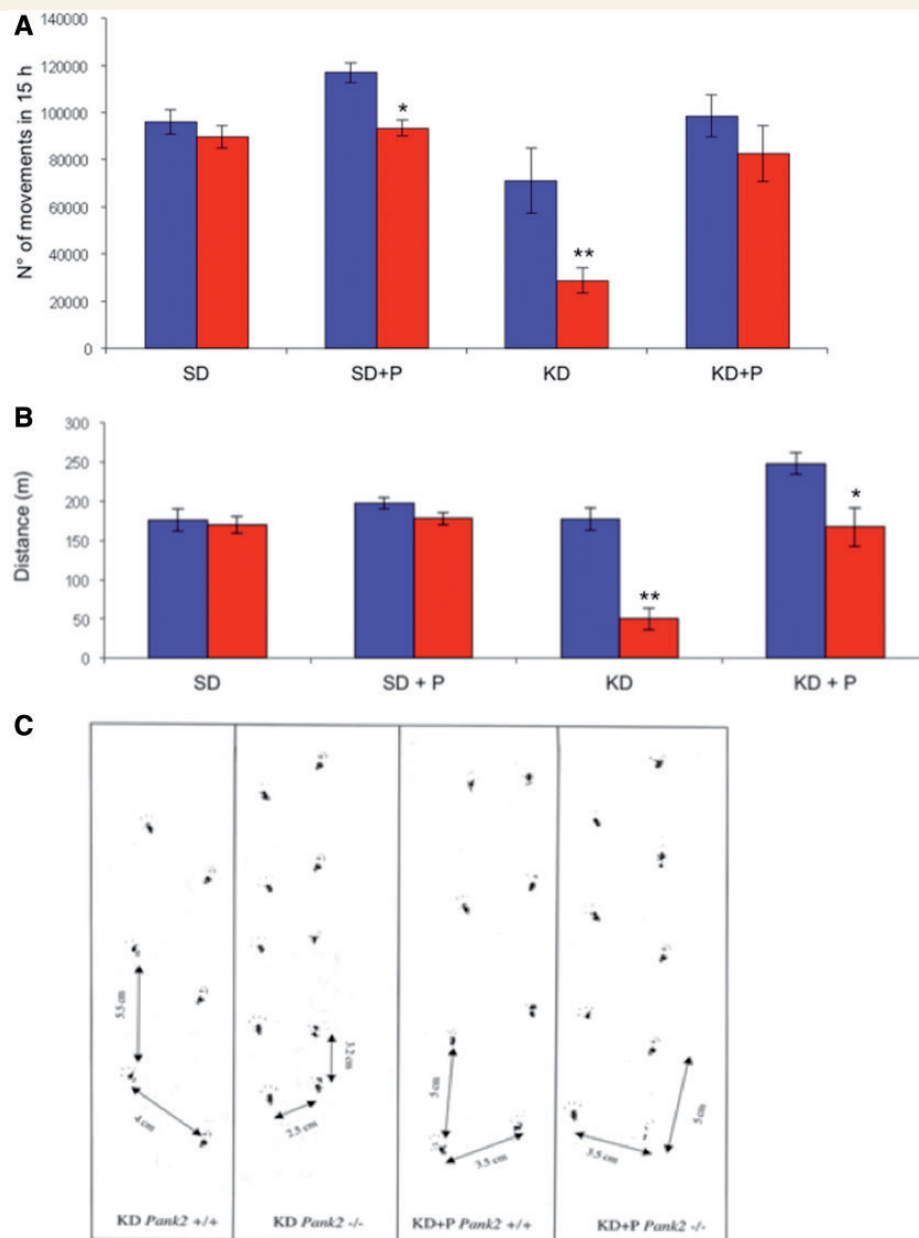 A
140000
120000
100000
80000
60000
40000
20000
0
N° of movements in 15 h
*
**
SD SD+P KD KD+P
B
300
250
200
150
100
50
0
Distance (m)
**
*
SD SD + P KD KD + P
C
5.5 cm
4 cm
3.2 cm
2.5 cm
5 cm
3.5 cm
5 cm
3.5 cm
KD Pank2 +/+ KD Pank2 -/- KD+P Pank2 +/+ KD+P Pank2 -/-